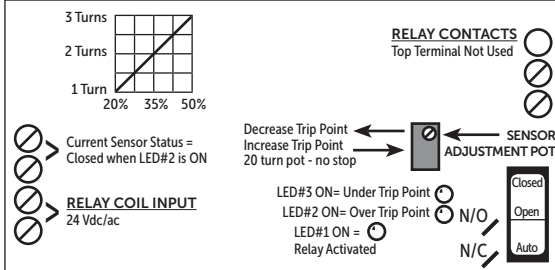 3 Turns
2 Turns
1 Turn
20% 35% 50%
RELAY CONTACTS
Top Terminal Not Used
Current Sensor Status =
Closed when LED#2 is ON
RELAY COIL INPUT
24 Vdc/ac
Decrease Trip Point
Increase Trip Point
20 turn pot - no stop
SENSOR
ADJUSTMENT POT
LED#3 ON= Under Trip Point
LED#2 ON= Over Trip Point
LED#1 ON =
Relay Activated
N/O
N/C
Closed
Open
Auto